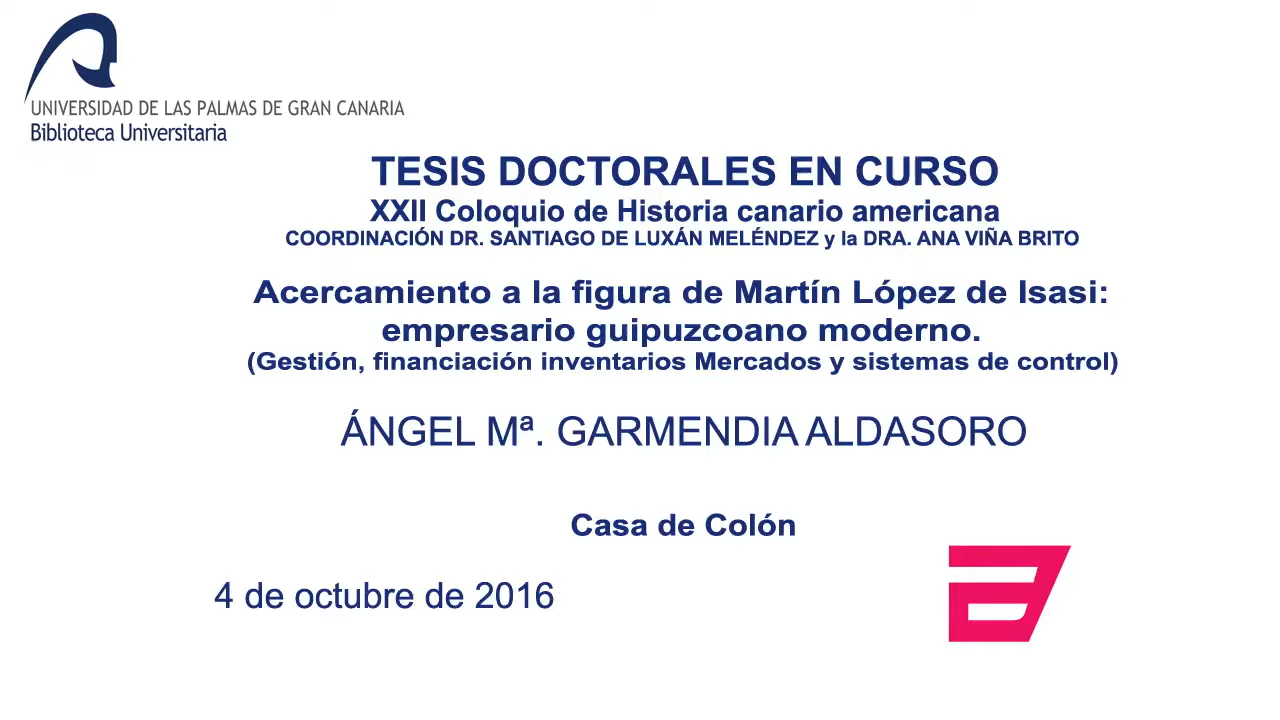 UNIVERSIDAD DE LAS PALMAS DE GRAN CANARIA
Biblioteca Universitaria
TESIS DOCTORALES EN CURSO
XXII Coloquio de Historia canario americana
COORDINACIÓN DR. SANTIAGO DE LUXÁN MELÉNDEZ y la DRA. ANA VIÑA BRITO
Acercamiento a la figura de Martín López de Isasi:
empresario guipuzcoano moderno.
(Gestión, financiación inventarios Mercados y sistemas de control)
ÁNGEL Mª. GARMENDIA ALDASORO
Casa de Colón
4 de octubre de 2016